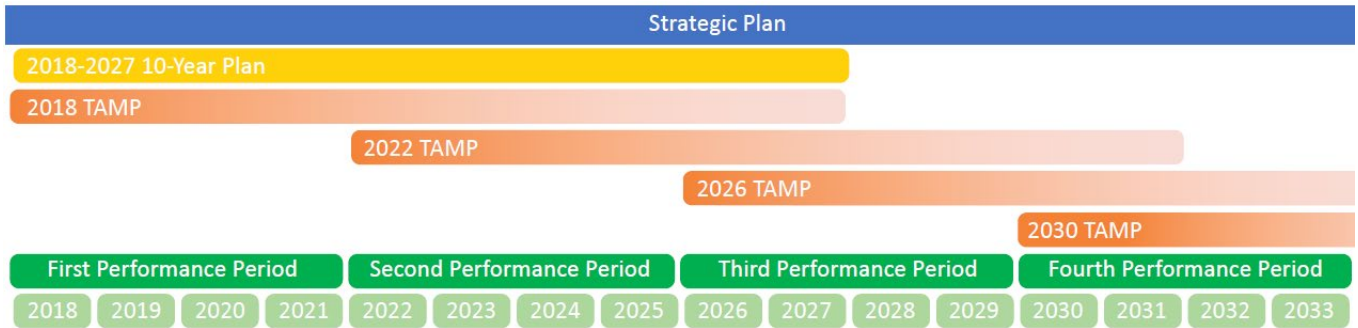 Strategic Plan
2018-2027 10-Year Plan
2018 TAMP
2022 TAMP
2026 TAMP
2030 TAMP
First Performance Period Second Performance Period Third Performance Period Fourth Performance Period
2018 2019 2020 2021 2022 2023 2024 2025 2026 2027 2028 2029 2030 2031 2032 2033